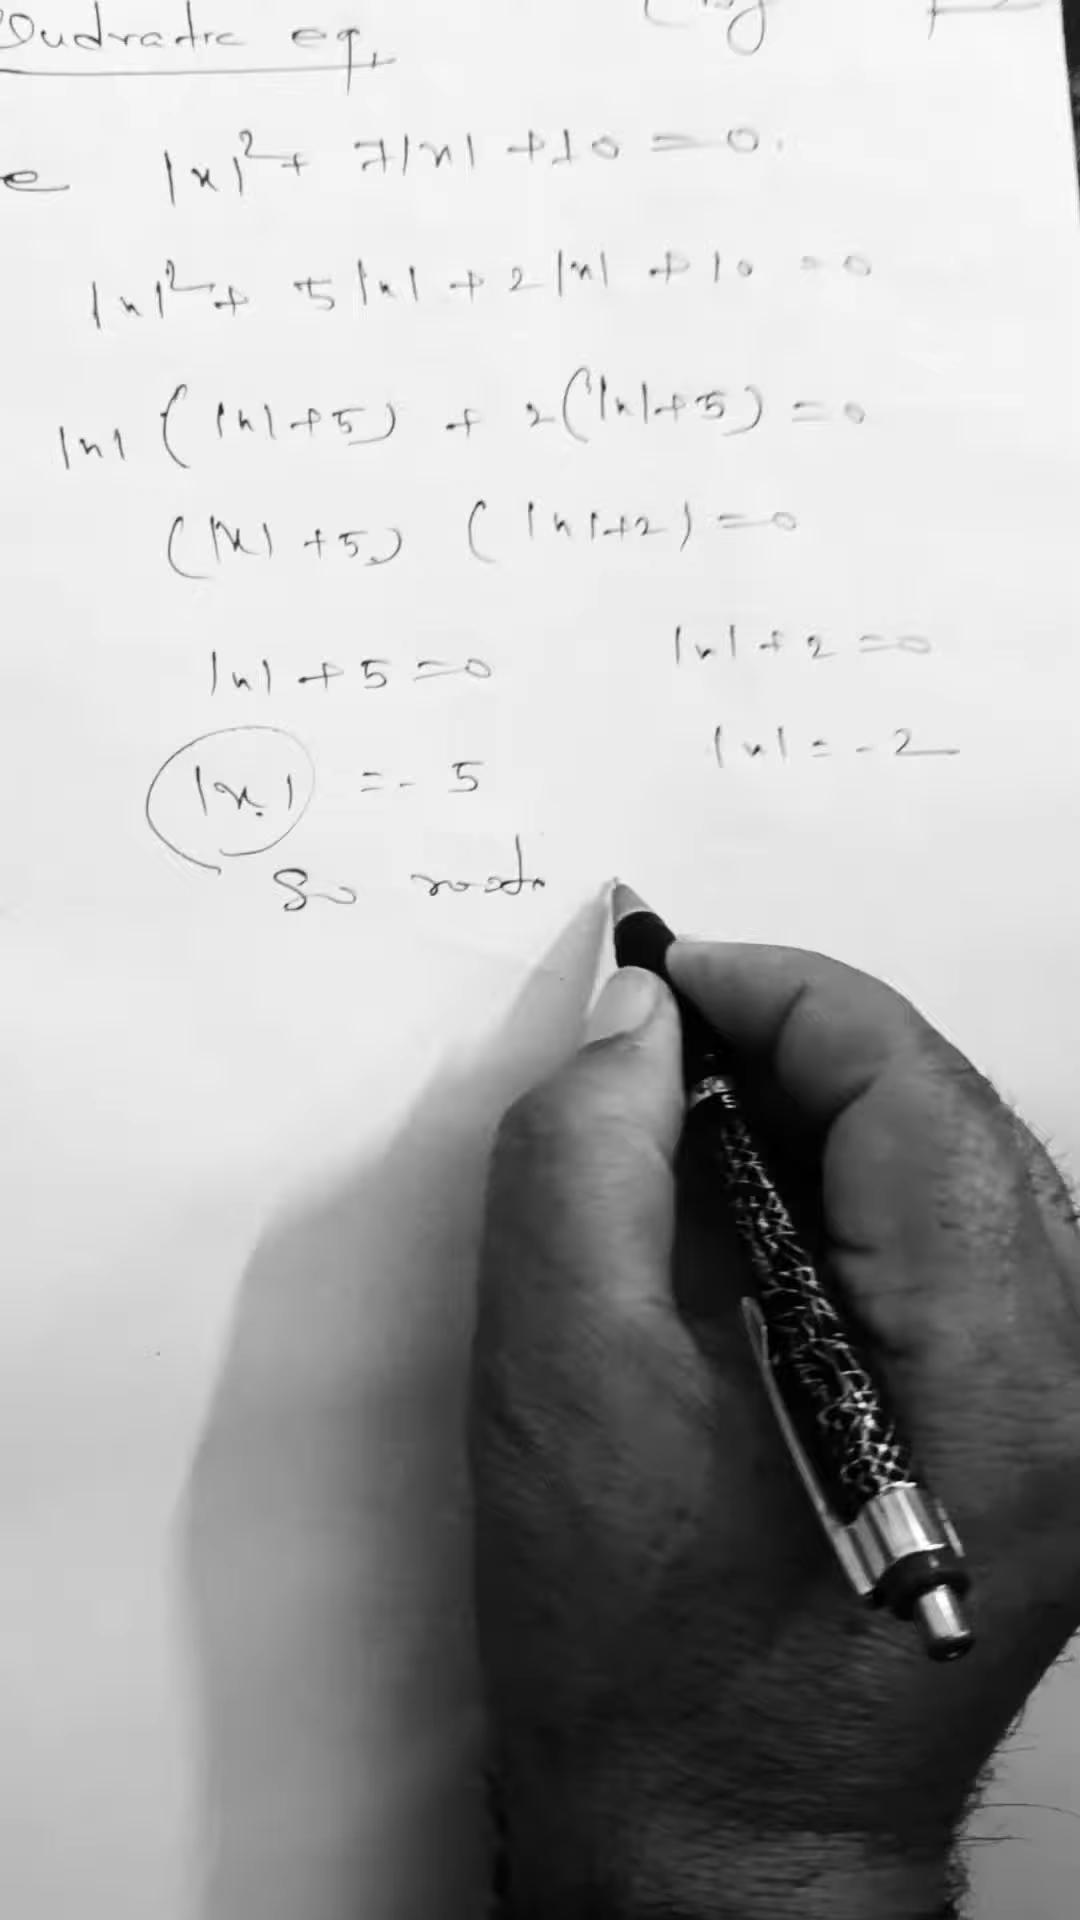 Quadratic eq.
e |x|² + 7|x| + 10 = 0.
|x|² + 5|x| + 2|x| + 10 = 0
|x| (|x|+5) + 2(|x|+5) = 0
(|x| + 5) (|x|+2) = 0
|x| + 5 = 0 |x| + 2 = 0
|x| = - 5 |x| = - 2
So roots